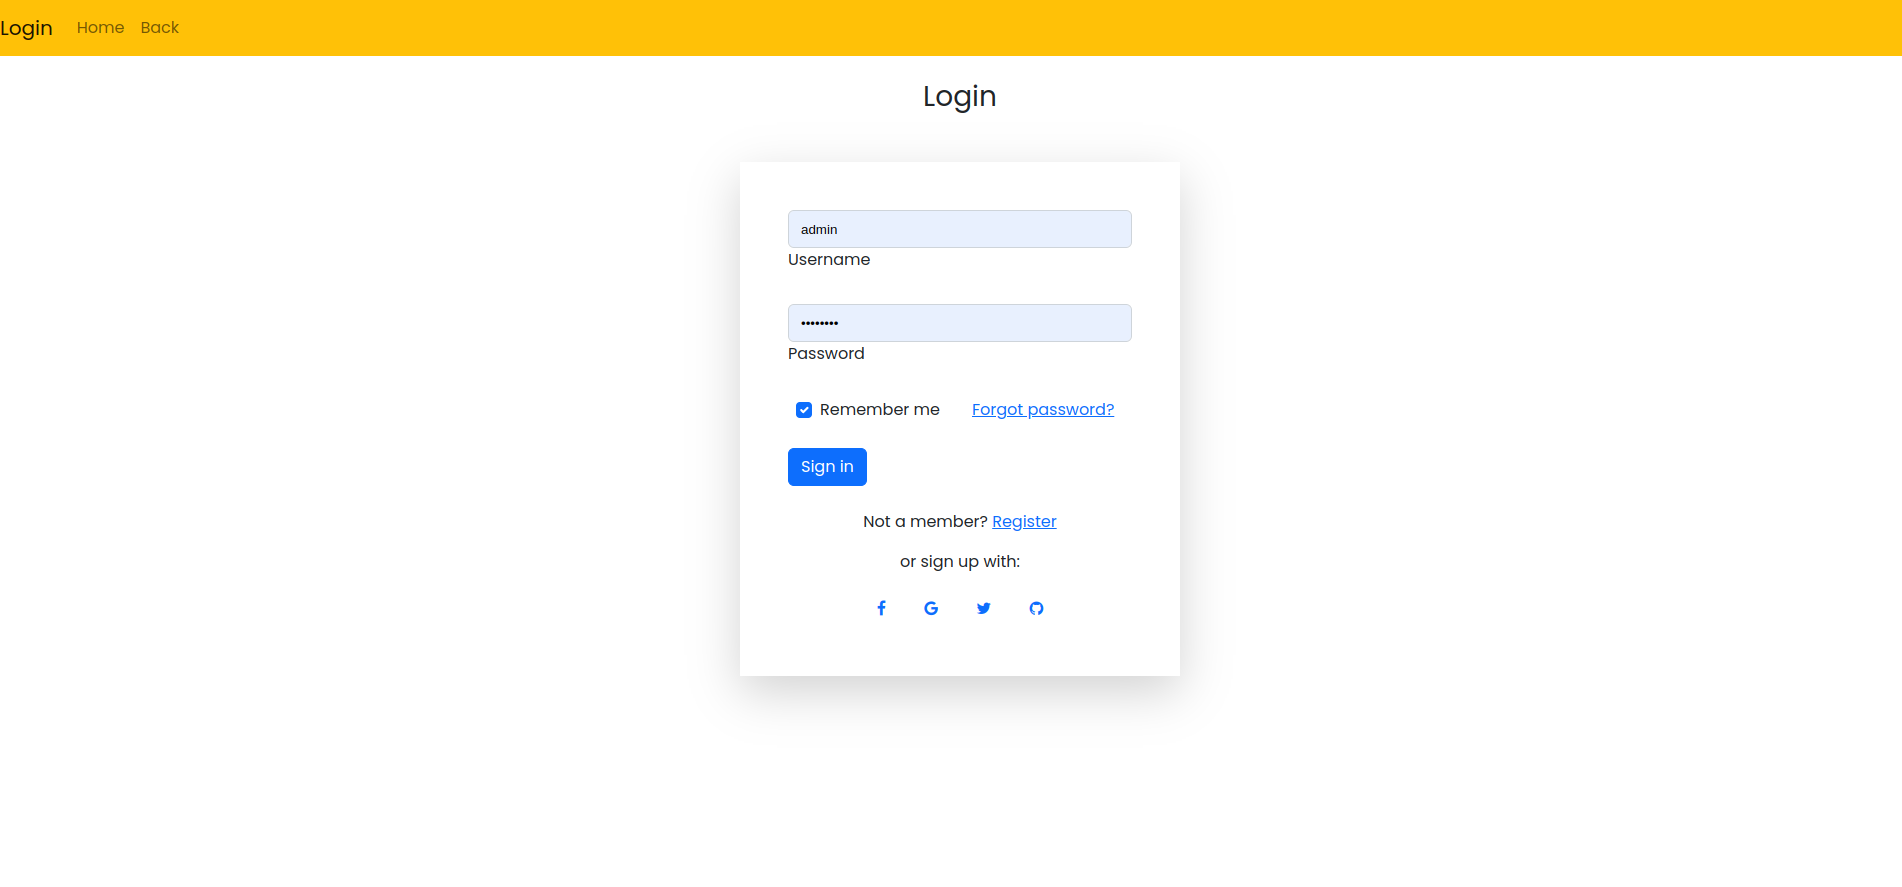 Login Home Back
Login
admin
Username
••••••••
Password
Remember me Forgot password?
Sign in
Not a member? Register
or sign up with: